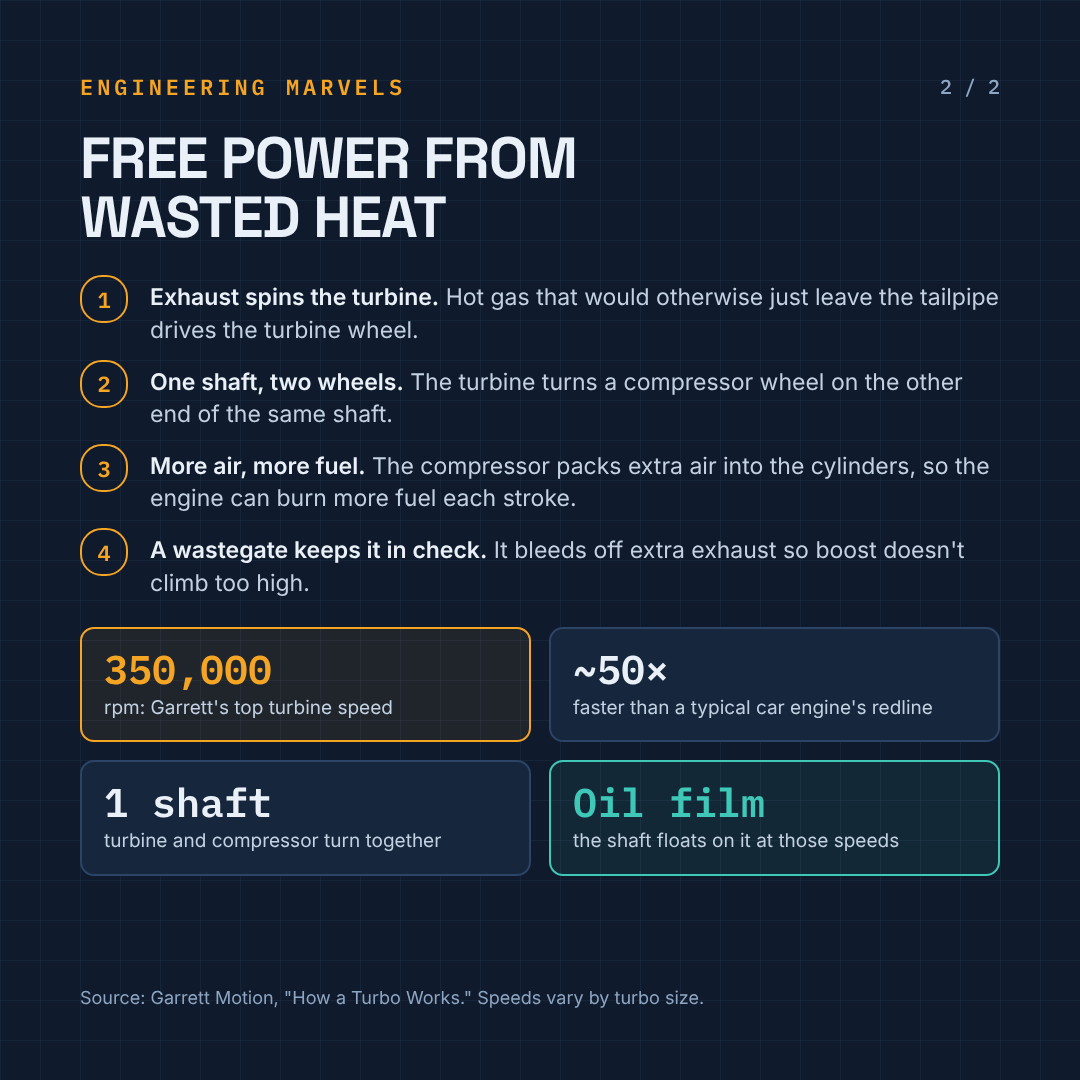 ENGINEERING MARVELS
2 / 2
FREE POWER FROM
WASTED HEAT
1
Exhaust spins the turbine. Hot gas that would otherwise just leave the tailpipe
drives the turbine wheel.
2
One shaft, two wheels. The turbine turns a compressor wheel on the other
end of the same shaft.
3
More air, more fuel. The compressor packs extra air into the cylinders, so the
engine can burn more fuel each stroke.
4
A wastegate keeps it in check. It bleeds off extra exhaust so boost doesn't
climb too high.
350,000
rpm: Garrett's top turbine speed
~50×
faster than a typical car engine's redline
1 shaft
turbine and compressor turn together
Oil film
the shaft floats on it at those speeds
Source: Garrett Motion, "How a Turbo Works." Speeds vary by turbo size.